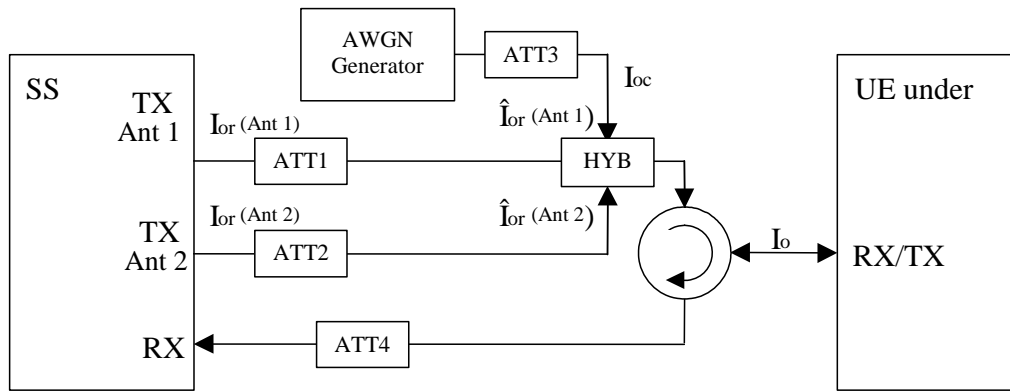 AWGN
Generator
ATT3
Ioc
SS
UE under
TX
Ant 1
Ior (Ant 1)
Îor (Ant 1)
ATT1
HYB
TX
Ant 2
Ior (Ant 2)
Îor (Ant 2)
ATT2
Io
RX/TX
RX
ATT4